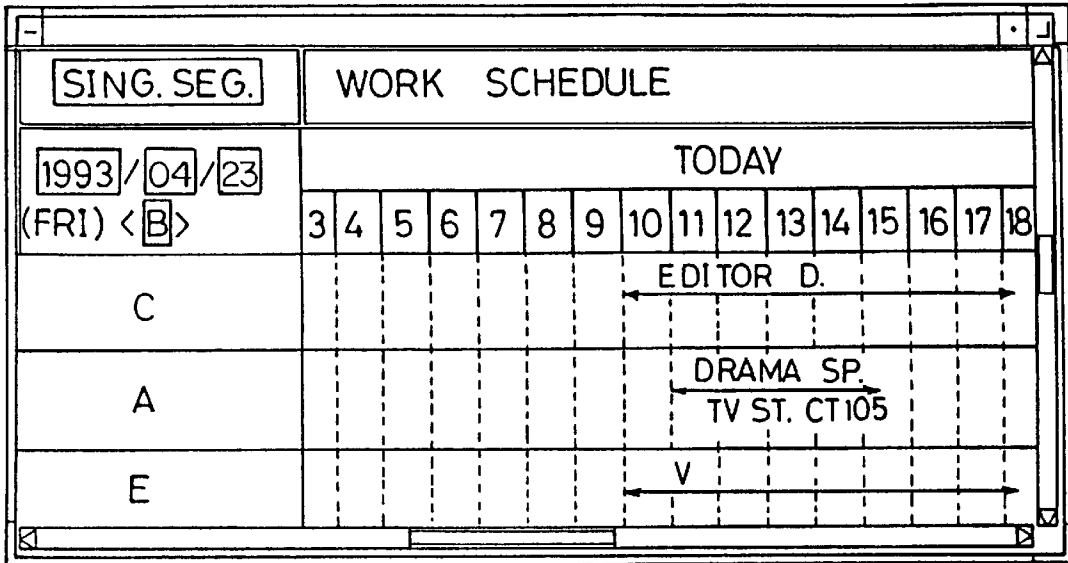 SING. SEG. WORK SCHEDULE
1993/04/23 TODAY
(FRI) <B> 3 4 5 6 7 8 9 10 11 12 13 14 15 16 17 18
C EDITOR D.
A DRAMA SP.
TV ST. CT105
E V